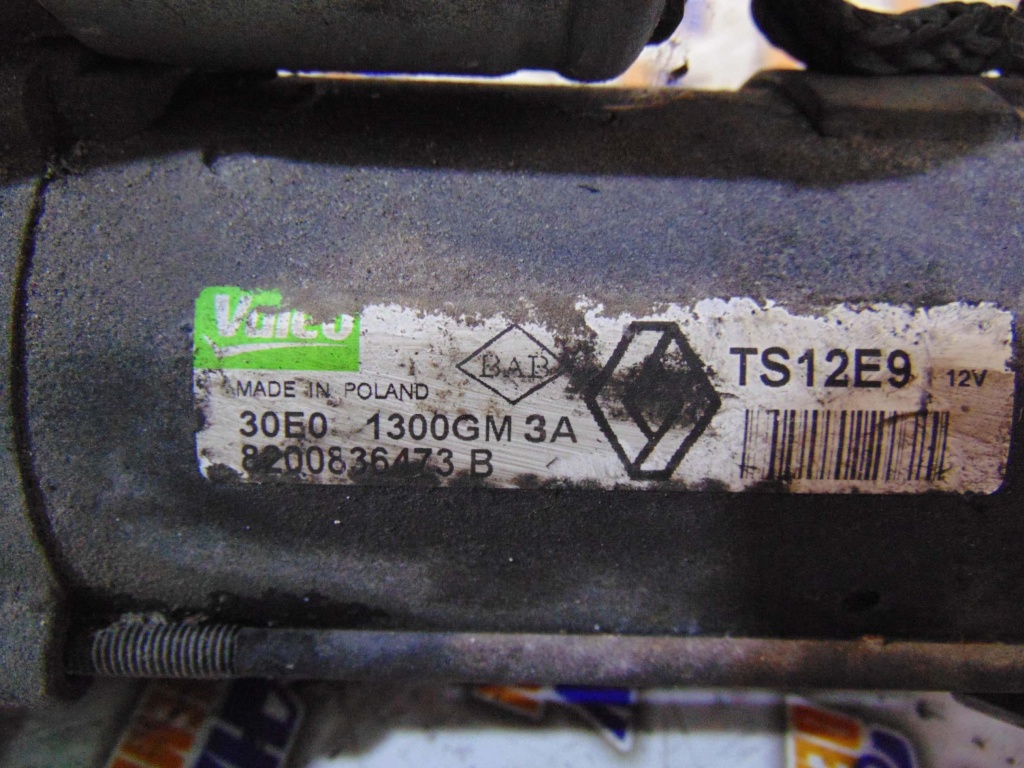 Valeo
BAB
TS12E9 12V
MADE IN POLAND
30E0 1300GM 3A
8200836473 B